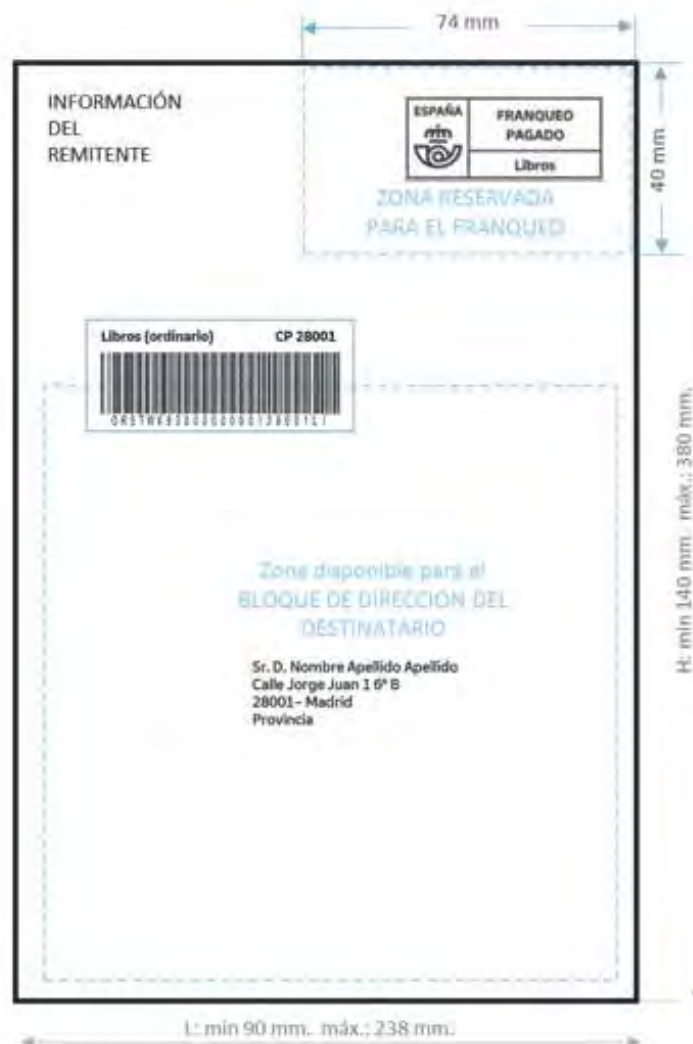 74 mm
INFORMACIÓN
DEL
REMITENTE
ESPAÑA
FRANQUEO
PAGADO
Libros
40 mm
ZONA RESERVADA
PARA EL FRANQUEO
Libros (ordinario) CP 28001
Zona disponible para el
BLOQUE DE DIRECCIÓN DEL
DESTINATARIO
Sr. D. Nombre Apellido Apellido
Calle Jorge Juan 1 6º B
28001– Madrid
Provincia
H: min 140 mm. máx.: 380 mm.
L: min 90 mm. máx.: 238 mm.